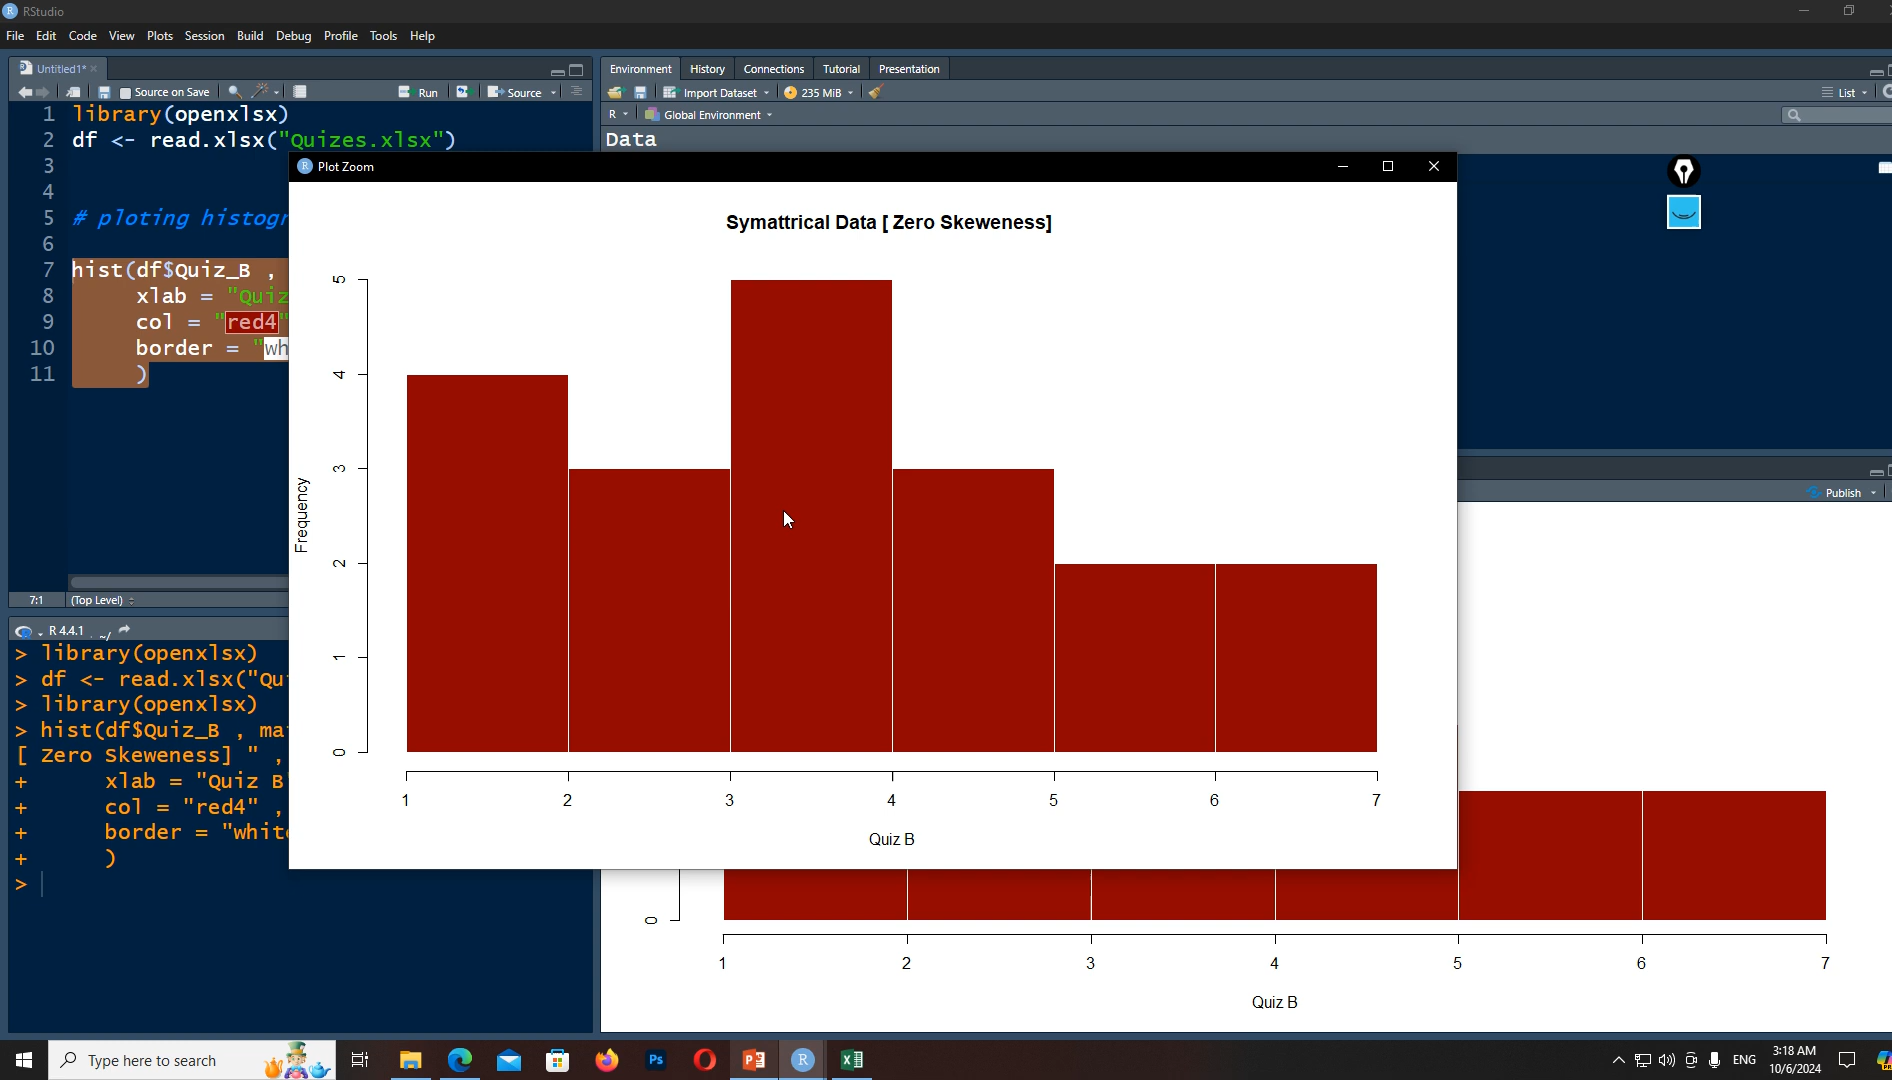 RStudio
File Edit Code View Plots Session Build Debug Profile Tools Help
Untitled1*
Source on Save Run Source
1 library(openxlsx)
2 df <- read.xlsx("Quizes.xlsx")
3
4
5 # ploting histogr
6
7 hist(df$Quiz_B ,
8 xlab = "Quiz
9 col = "red4"
10 border = "wh
11 )
7:1 (Top Level)
R 4.4.1 . ~/
> library(openxlsx)
> df <- read.xlsx("Qu
> library(openxlsx)
> hist(df$Quiz_B , ma
[ Zero Skeweness] " ,
+ xlab = "Quiz B
+ col = "red4" ,
+ border = "whit
+ )
>
Environment History Connections Tutorial Presentation
Import Dataset 235 MiB List
R Global Environment
Data
Plot Zoom
Symattrical Data [ Zero Skeweness]
Frequency
5
4
3
2
1
0
1 2 3 4 5 6 7
Quiz B
Publish
0
1 2 3 4 5 6 7
Quiz B
Type here to search
ENG
3:18 AM
10/6/2024